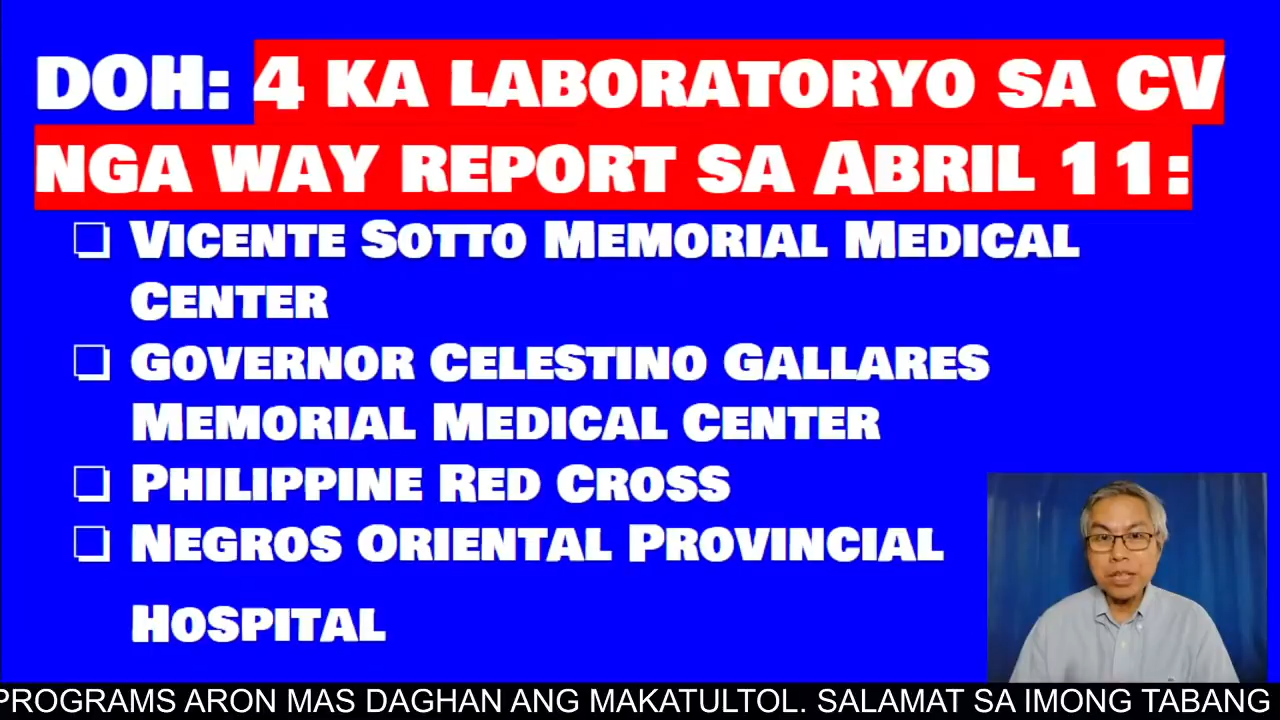 DOH: 4 KA LABORATORYO SA CV
NGA WAY REPORT SA ABRIL 11:
❏ VICENTE SOTTO MEMORIAL MEDICAL
CENTER
❏ GOVERNOR CELESTINO GALLARES
MEMORIAL MEDICAL CENTER
❏ PHILIPPINE RED CROSS
❏ NEGROS ORIENTAL PROVINCIAL
HOSPITAL
PROGRAMS ARON MAS DAGHAN ANG MAKATULTOL. SALAMAT SA IMONG TABANG